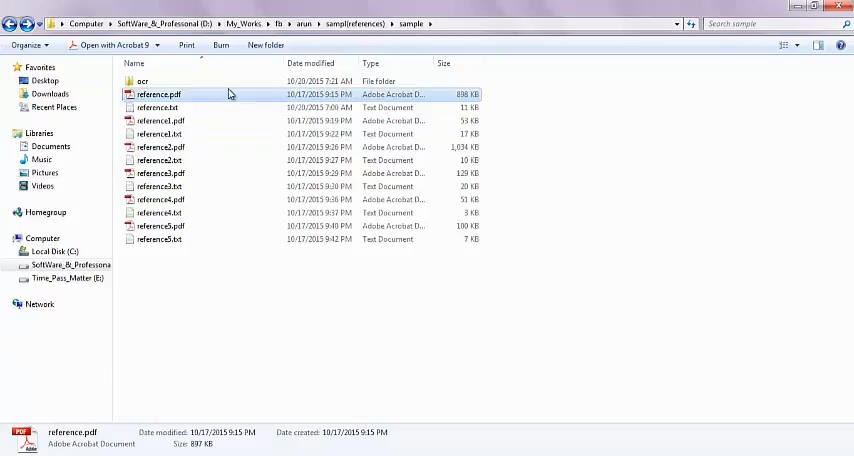 Computer ▸ SoftWare_&_Professonal (D:) ▸ My_Works ▸ fb ▸ arun ▸ sampl(references) ▸ sample ▸
Search sample
Organize Open with Acrobat 9 Print Burn New folder
Name Date modified Type Size
Favorites
Desktop
Downloads
Recent Places
Libraries
Documents
Music
Pictures
Videos
Homegroup
Computer
Local Disk (C:)
SoftWare_&_Professona
Time_Pass_Matter (E:)
Network
ocr 10/20/2015 7:21 AM File folder
reference.pdf 10/17/2015 9:15 PM Adobe Acrobat D... 898 KB
reference.txt 10/20/2015 7:00 AM Text Document 11 KB
reference1.pdf 10/17/2015 9:19 PM Adobe Acrobat D... 53 KB
reference1.txt 10/17/2015 9:22 PM Text Document 17 KB
reference2.pdf 10/17/2015 9:26 PM Adobe Acrobat D... 1,034 KB
reference2.txt 10/17/2015 9:27 PM Text Document 10 KB
reference3.pdf 10/17/2015 9:29 PM Adobe Acrobat D... 129 KB
reference3.txt 10/17/2015 9:30 PM Text Document 20 KB
reference4.pdf 10/17/2015 9:36 PM Adobe Acrobat D... 51 KB
reference4.txt 10/17/2015 9:37 PM Text Document 3 KB
reference5.pdf 10/17/2015 9:40 PM Adobe Acrobat D... 100 KB
reference5.txt 10/17/2015 9:42 PM Text Document 7 KB
PDF
Adobe
reference.pdf Date modified: 10/17/2015 9:15 PM Date created: 10/17/2015 9:15 PM
Adobe Acrobat Document Size: 897 KB